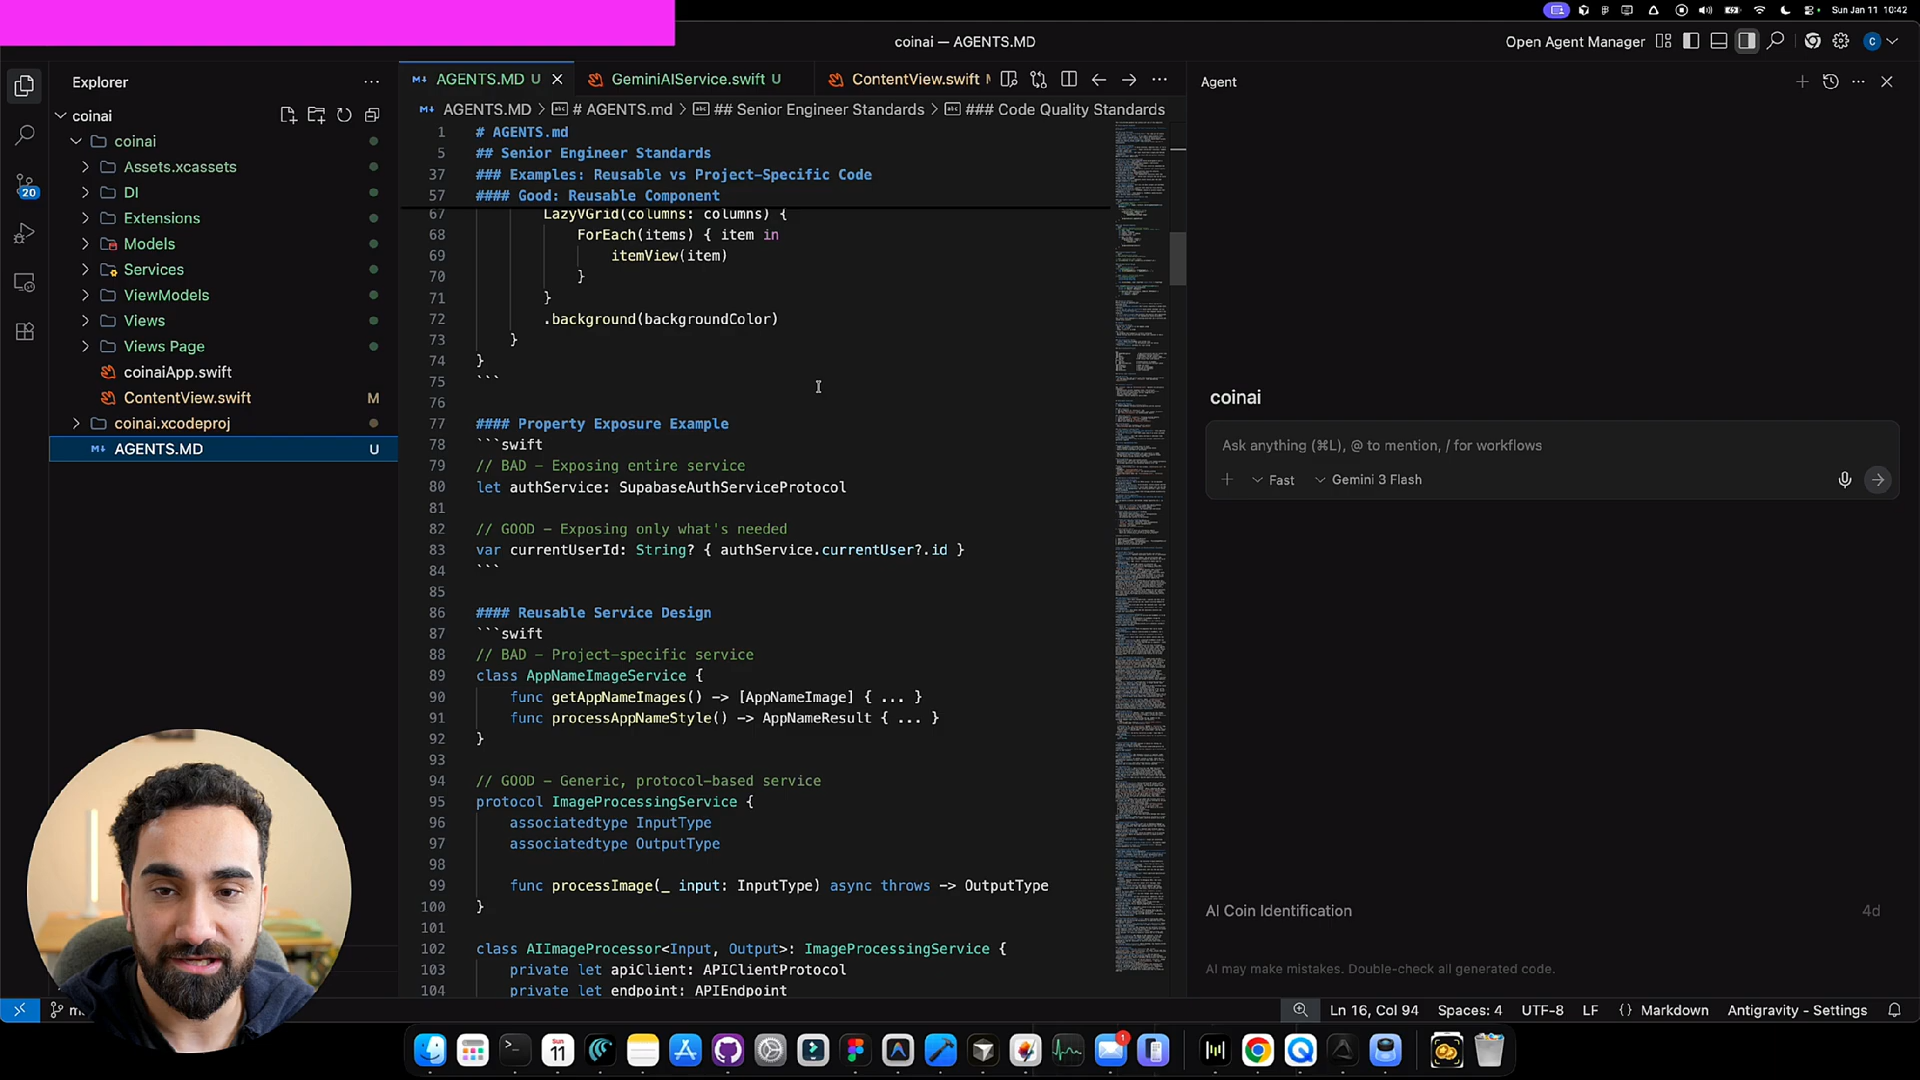 Sun Jan 11 10:42
coinai — AGENTS.MD
Open Agent Manager
C
Explorer
coinai
coinai
Assets.xcassets
DI
Extensions
Models
Services
ViewModels
Views
Views Page
coinaiApp.swift
ContentView.swift M
coinai.xcodeproj
AGENTS.MD U
20
AGENTS.MD U
GeminiAIService.swift U
ContentView.swift
AGENTS.MD > # AGENTS.md > ## Senior Engineer Standards > ### Code Quality Standards
1 # AGENTS.md
5 ## Senior Engineer Standards
37 ### Examples: Reusable vs Project-Specific Code
57 #### Good: Reusable Component
67 LazyVGrid(columns: columns) {
68 ForEach(items) { item in
69 itemView(item)
70 }
71 }
72 .background(backgroundColor)
73 }
74 }
75 ```
76
77 #### Property Exposure Example
78 ```swift
79 // BAD - Exposing entire service
80 let authService: SupabaseAuthServiceProtocol
81
82 // GOOD - Exposing only what's needed
83 var currentUserId: String? { authService.currentUser?.id }
84 ```
85
86 #### Reusable Service Design
87 ```swift
88 // BAD - Project-specific service
89 class AppNameImageService {
90 func getAppNameImages() -> [AppNameImage] { ... }
91 func processAppNameStyle() -> AppNameResult { ... }
92 }
93
94 // GOOD - Generic, protocol-based service
95 protocol ImageProcessingService {
96 associatedtype InputType
97 associatedtype OutputType
98
99 func processImage(_ input: InputType) async throws -> OutputType
100 }
101
102 class AIImageProcessor<Input, Output>: ImageProcessingService {
103 private let apiClient: APIClientProtocol
104 private let endpoint: APIEndpoint
Agent
coinai
Ask anything (⌘L), @ to mention, / for workflows
Fast
Gemini 3 Flash
AI Coin Identification 4d
AI may make mistakes. Double-check all generated code.
Ln 16, Col 94
Spaces: 4
UTF-8
LF
{} Markdown
Antigravity - Settings
Sun
11
1